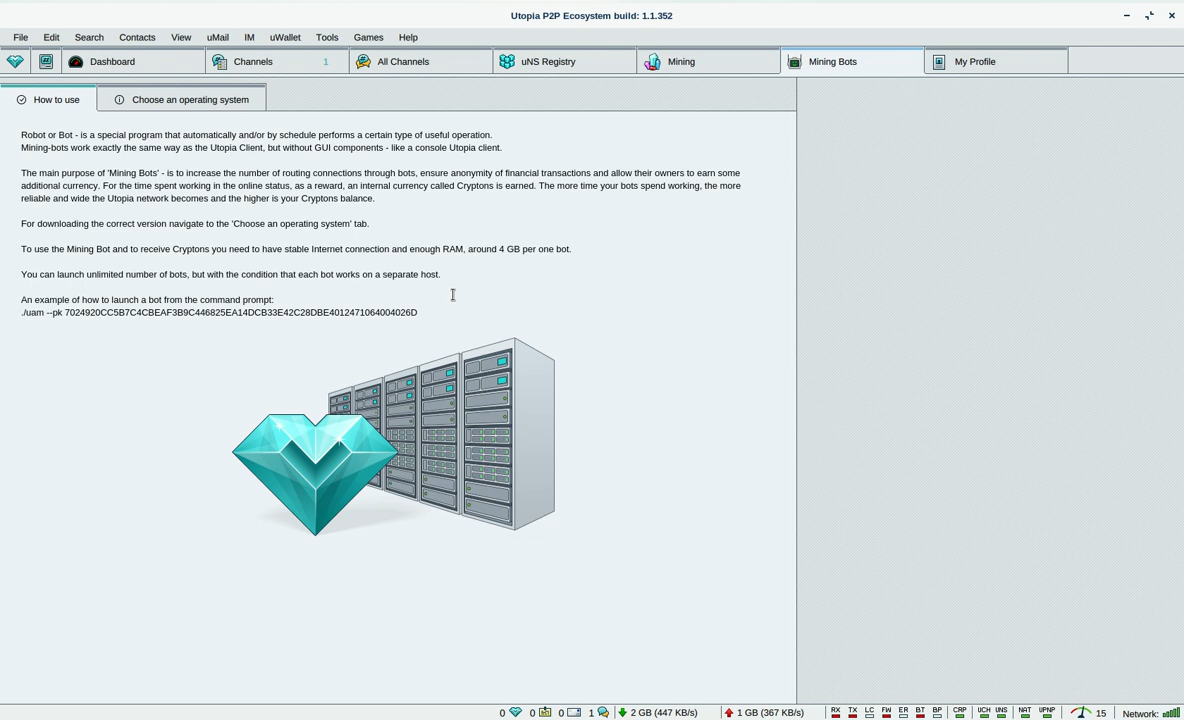 Utopia P2P Ecosystem build: 1.1.352
File Edit Search Contacts View uMail IM uWallet Tools Games Help
Dashboard Channels 1 All Channels uNS Registry Mining Mining Bots My Profile
How to use Choose an operating system
Robot or Bot - is a special program that automatically and/or by schedule performs a certain type of useful operation.
Mining-bots work exactly the same way as the Utopia Client, but without GUI components - like a console Utopia client.
The main purpose of 'Mining Bots' - is to increase the number of routing connections through bots, ensure anonymity of financial transactions and allow their owners to earn some
additional currency. For the time spent working in the online status, as a reward, an internal currency called Cryptons is earned. The more time your bots spend working, the more
reliable and wide the Utopia network becomes and the higher is your Cryptons balance.
For downloading the correct version navigate to the 'Choose an operating system' tab.
To use the Mining Bot and to receive Cryptons you need to have stable Internet connection and enough RAM, around 4 GB per one bot.
You can launch unlimited number of bots, but with the condition that each bot works on a separate host.
An example of how to launch a bot from the command prompt:
./uam --pk 7024920CC5B7C4CBEAF3B9C446825EA14DCB33E42C28DBE4012471064004026D
0 0 0 1 2 GB (447 KB/s) 1 GB (367 KB/s) RX TX LC FW ER BT BP CRP UCH UNS NAT UPNP 15 Network: